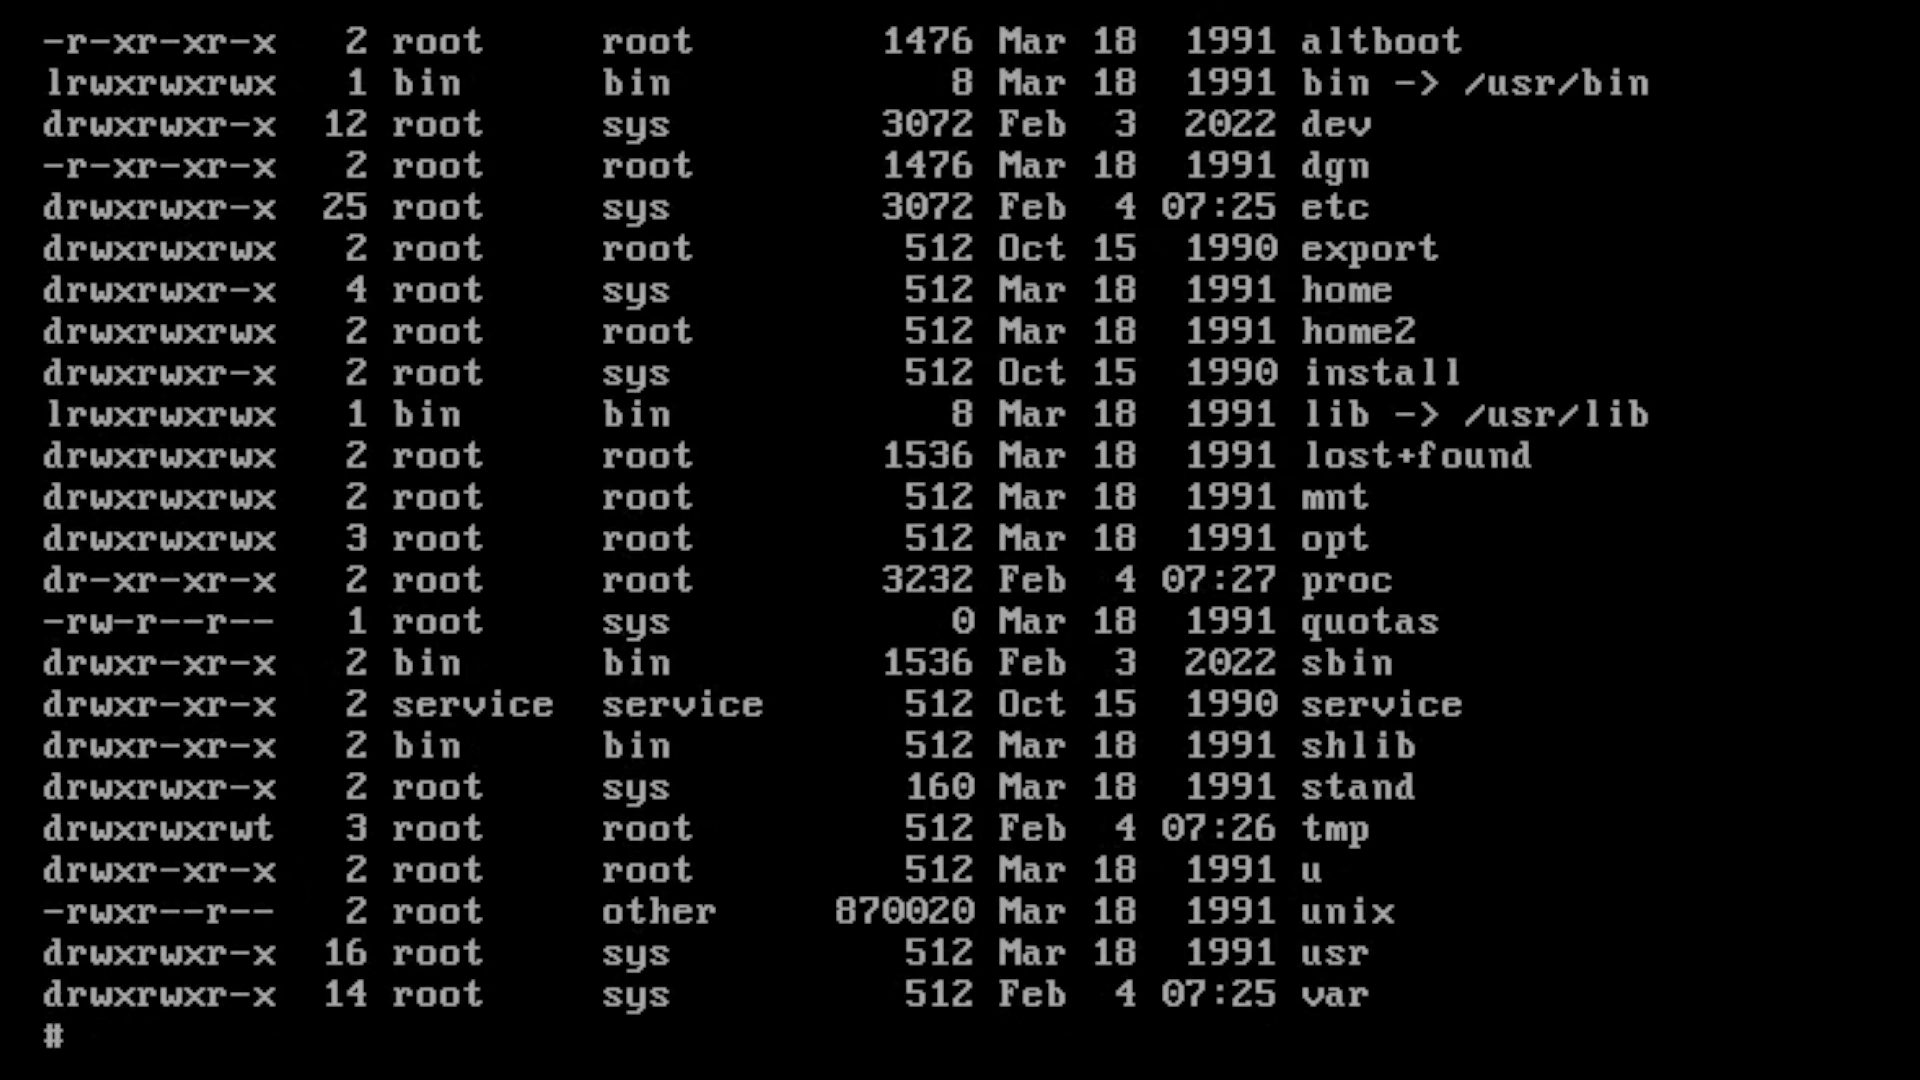 -r-xr-xr-x   2 root     root        1476 Mar 18  1991 altboot
lrwxrwxrwx   1 bin      bin            8 Mar 18  1991 bin -> /usr/bin
drwxrwxr-x  12 root     sys         3072 Feb  3  2022 dev
-r-xr-xr-x   2 root     root        1476 Mar 18  1991 dgn
drwxrwxr-x  25 root     sys         3072 Feb  4 07:25 etc
drwxrwxrwx   2 root     root         512 Oct 15  1990 export
drwxrwxr-x   4 root     sys          512 Mar 18  1991 home
drwxrwxrwx   2 root     root         512 Mar 18  1991 home2
drwxrwxr-x   2 root     sys          512 Oct 15  1990 install
lrwxrwxrwx   1 bin      bin            8 Mar 18  1991 lib -> /usr/lib
drwxrwxrwx   2 root     root        1536 Mar 18  1991 lost+found
drwxrwxrwx   2 root     root         512 Mar 18  1991 mnt
drwxrwxrwx   3 root     root         512 Mar 18  1991 opt
dr-xr-xr-x   2 root     root        3232 Feb  4 07:27 proc
-rw-r--r--   1 root     sys            0 Mar 18  1991 quotas
drwxr-xr-x   2 bin      bin         1536 Feb  3  2022 sbin
drwxr-xr-x   2 service  service      512 Oct 15  1990 service
drwxr-xr-x   2 bin      bin          512 Mar 18  1991 shlib
drwxrwxr-x   2 root     sys          160 Mar 18  1991 stand
drwxrwxrwt   3 root     root         512 Feb  4 07:26 tmp
drwxr-xr-x   2 root     root         512 Mar 18  1991 u
-rwxr--r--   2 root     other     870020 Mar 18  1991 unix
drwxrwxr-x  16 root     sys          512 Mar 18  1991 usr
drwxrwxr-x  14 root     sys          512 Feb  4 07:25 var
#